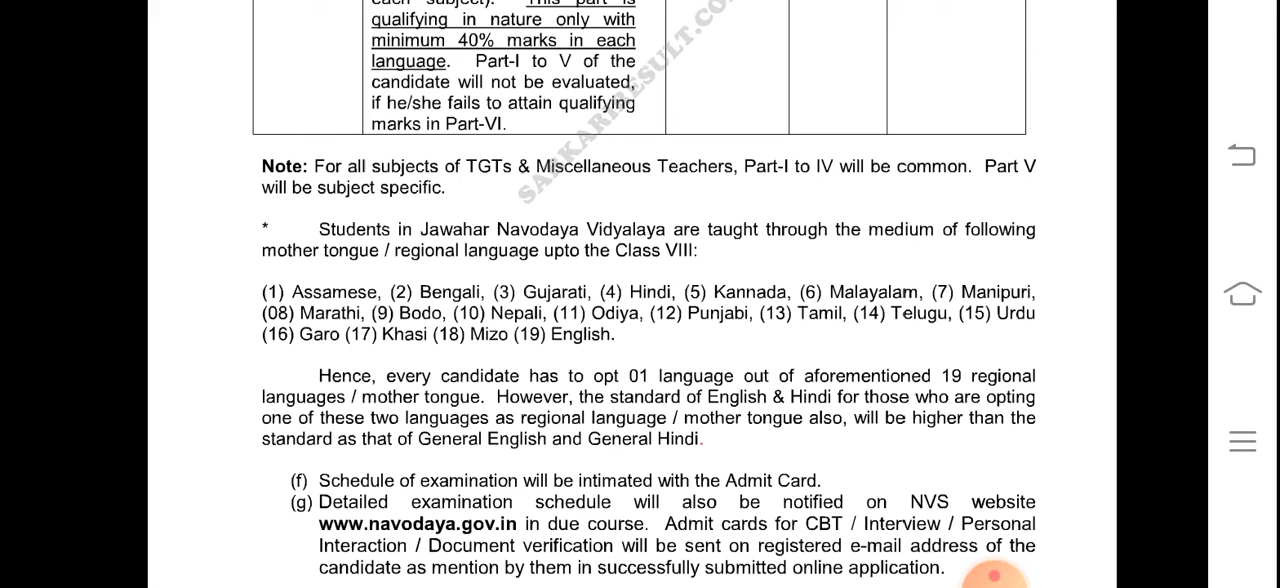 each subject). This part is
qualifying in nature only with
minimum 40% marks in each
language. Part-I to V of the
candidate will not be evaluated,
if he/she fails to attain qualifying
marks in Part-VI.
SARKARIRESULT.COM
Note: For all subjects of TGTs & Miscellaneous Teachers, Part-I to IV will be common. Part V
will be subject specific.
* Students in Jawahar Navodaya Vidyalaya are taught through the medium of following
mother tongue / regional language upto the Class VIII:
(1) Assamese, (2) Bengali, (3) Gujarati, (4) Hindi, (5) Kannada, (6) Malayalam, (7) Manipuri,
(08) Marathi, (9) Bodo, (10) Nepali, (11) Odiya, (12) Punjabi, (13) Tamil, (14) Telugu, (15) Urdu
(16) Garo (17) Khasi (18) Mizo (19) English.
Hence, every candidate has to opt 01 language out of aforementioned 19 regional
languages / mother tongue. However, the standard of English & Hindi for those who are opting
one of these two languages as regional language / mother tongue also, will be higher than the
standard as that of General English and General Hindi.
(f) Schedule of examination will be intimated with the Admit Card.
(g) Detailed examination schedule will also be notified on NVS website
www.navodaya.gov.in in due course. Admit cards for CBT / Interview / Personal
Interaction / Document verification will be sent on registered e-mail address of the
candidate as mention by them in successfully submitted online application.